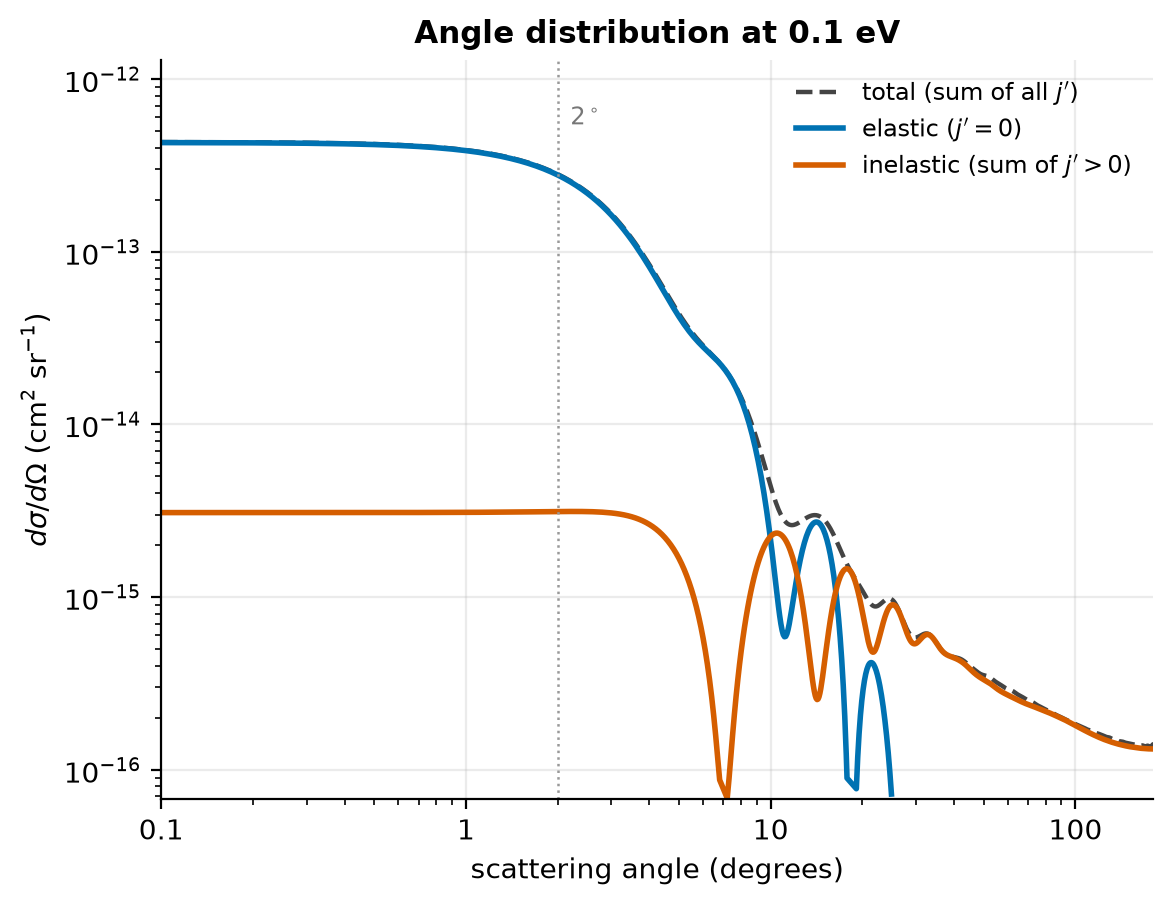 Angle distribution at 0.1 eV
10⁻¹²
10⁻¹³
10⁻¹⁴
10⁻¹⁵
10⁻¹⁶
dσ/dΩ (cm² sr⁻¹)
2°
total (sum of all j′)
elastic (j′ = 0)
inelastic (sum of j′ > 0)
0.1 1 10 100
scattering angle (degrees)